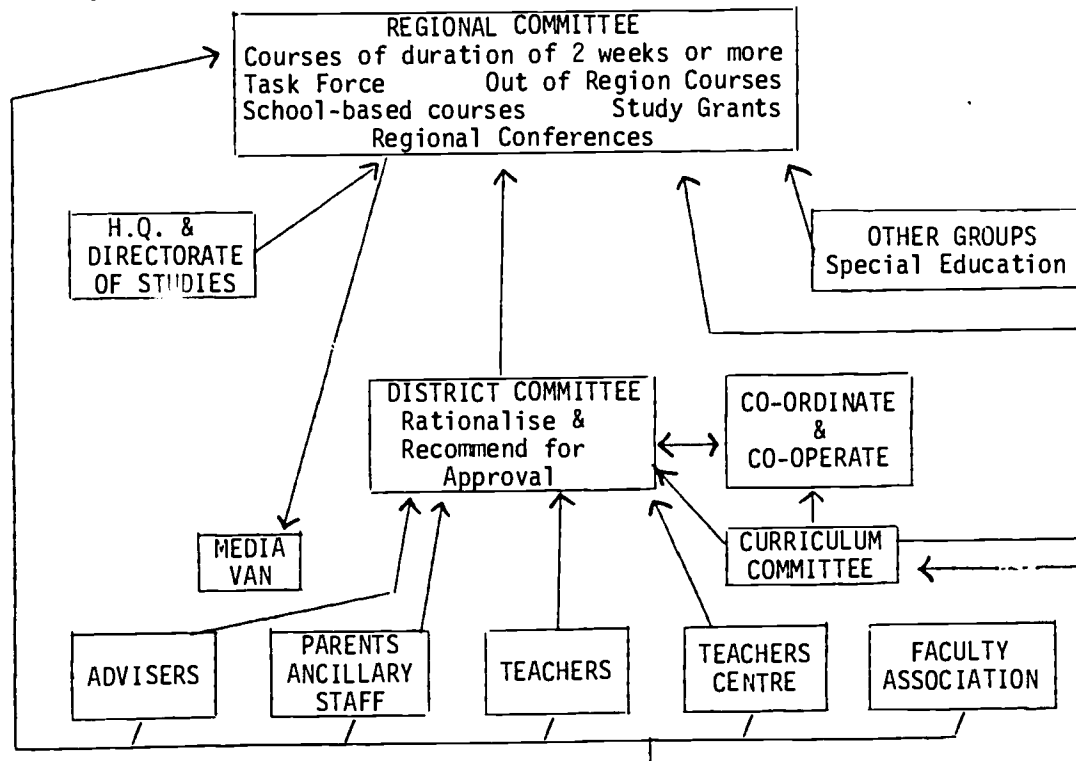 REGIONAL COMMITTEE
Courses of duration of 2 weeks or more
Task Force Out of Region Courses
School-based courses Study Grants
Regional Conferences
H.Q. &
DIRECTORATE
OF STUDIES
OTHER GROUPS
Special Education
DISTRICT COMMITTEE
Rationalise &
Recommend for
Approval
CO-ORDINATE
&
CO-OPERATE
MEDIA
VAN
CURRICULUM
COMMITTEE
ADVISERS
PARENTS
ANCILLARY
STAFF
TEACHERS
TEACHERS
CENTRE
FACULTY
ASSOCIATION